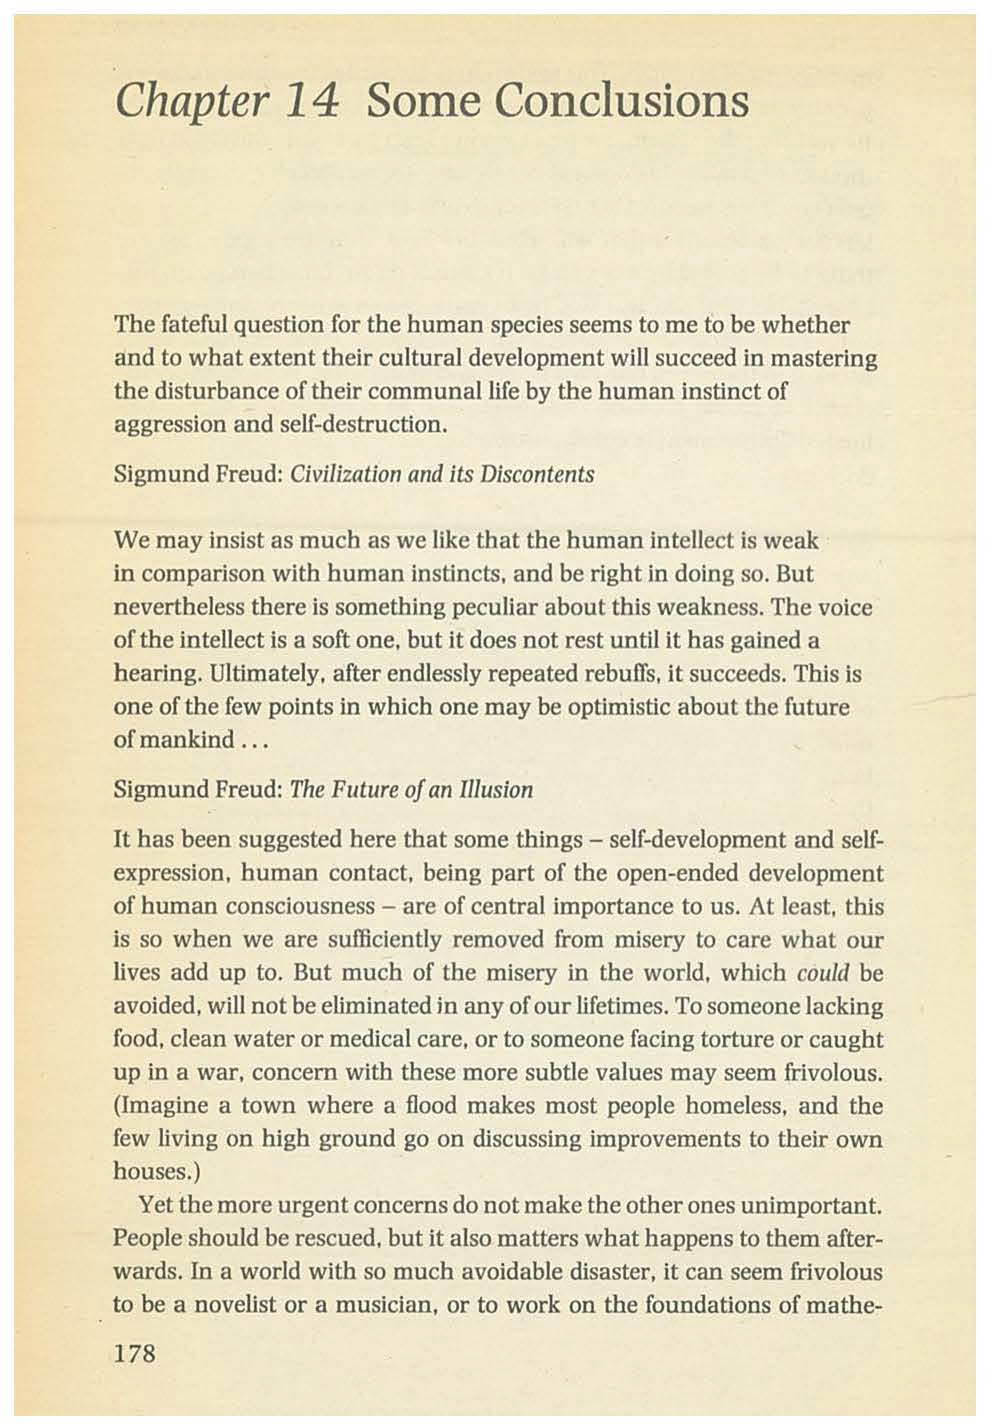 Chapter 14 Some Conclusions
The fateful question for the human species seems to me to be whether
and to what extent their cultural development will succeed in mastering
the disturbance of their communal life by the human instinct of
aggression and self-destruction.
Sigmund Freud: Civilization and its Discontents
We may insist as much as we like that the human intellect is weak
in comparison with human instincts, and be right in doing so. But
nevertheless there is something peculiar about this weakness. The voice
of the intellect is a soft one, but it does not rest until it has gained a
hearing. Ultimately, after endlessly repeated rebuffs, it succeeds. This is
one of the few points in which one may be optimistic about the future
of mankind ...
Sigmund Freud: The Future of an Illusion
It has been suggested here that some things – self-development and self-
expression, human contact, being part of the open-ended development
of human consciousness – are of central importance to us. At least, this
is so when we are sufficiently removed from misery to care what our
lives add up to. But much of the misery in the world, which could be
avoided, will not be eliminated in any of our lifetimes. To someone lacking
food, clean water or medical care, or to someone facing torture or caught
up in a war, concern with these more subtle values may seem frivolous.
(Imagine a town where a flood makes most people homeless, and the
few living on high ground go on discussing improvements to their own
houses.)
Yet the more urgent concerns do not make the other ones unimportant.
People should be rescued, but it also matters what happens to them after-
wards. In a world with so much avoidable disaster, it can seem frivolous
to be a novelist or a musician, or to work on the foundations of mathe-
178